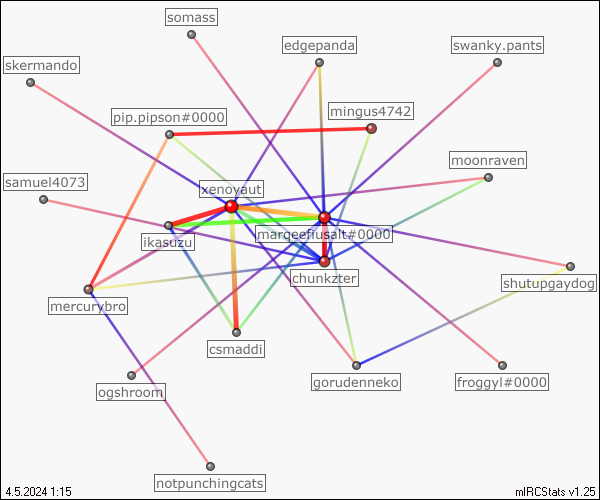 somass
edgepanda
swanky.pants
skermando
pip.pipson#0000
mingus4742
moonraven
samuel4073
xenoyaut
ikasuzu
marqeefiusalt#0000
chunkzter
shutupgaydog
mercurybro
csmaddi
ogshroom
gorudenneko
froggyl#0000
notpunchingcats
4.5.2024 1:15
mIRCStats v1.25